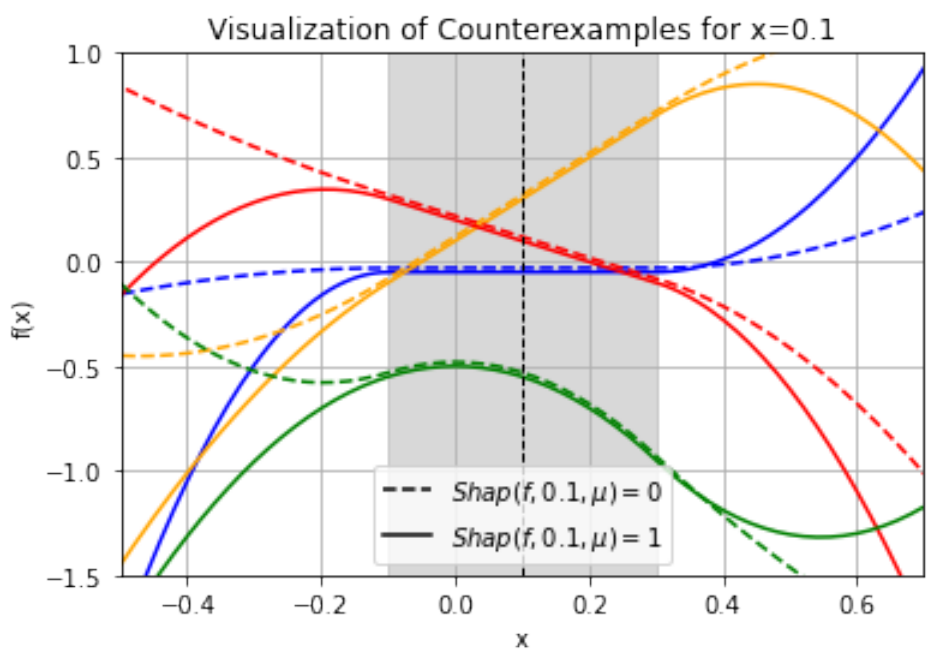 Visualization of Counterexamples for x=0.1
1.0
0.5
0.0
−0.5
−1.0
−1.5
f(x)
Shap(f, 0.1, μ) = 0
Shap(f, 0.1, μ) = 1
−0.4 −0.2 0.0 0.2 0.4 0.6
x